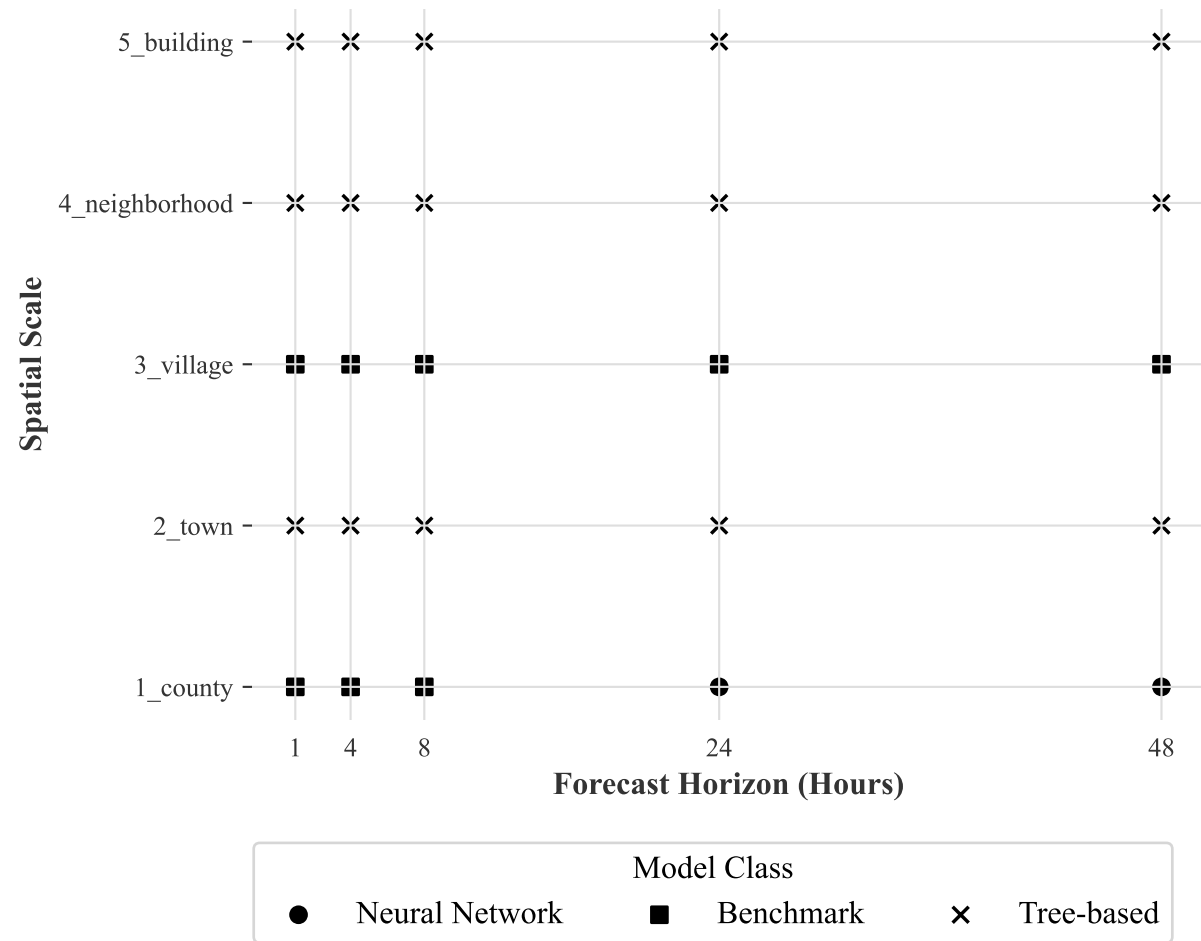 5_building
4_neighborhood
3_village
2_town
1_county
Spatial Scale
1 4 8 24 48
Forecast Horizon (Hours)
Model Class
Neural Network Benchmark Tree-based